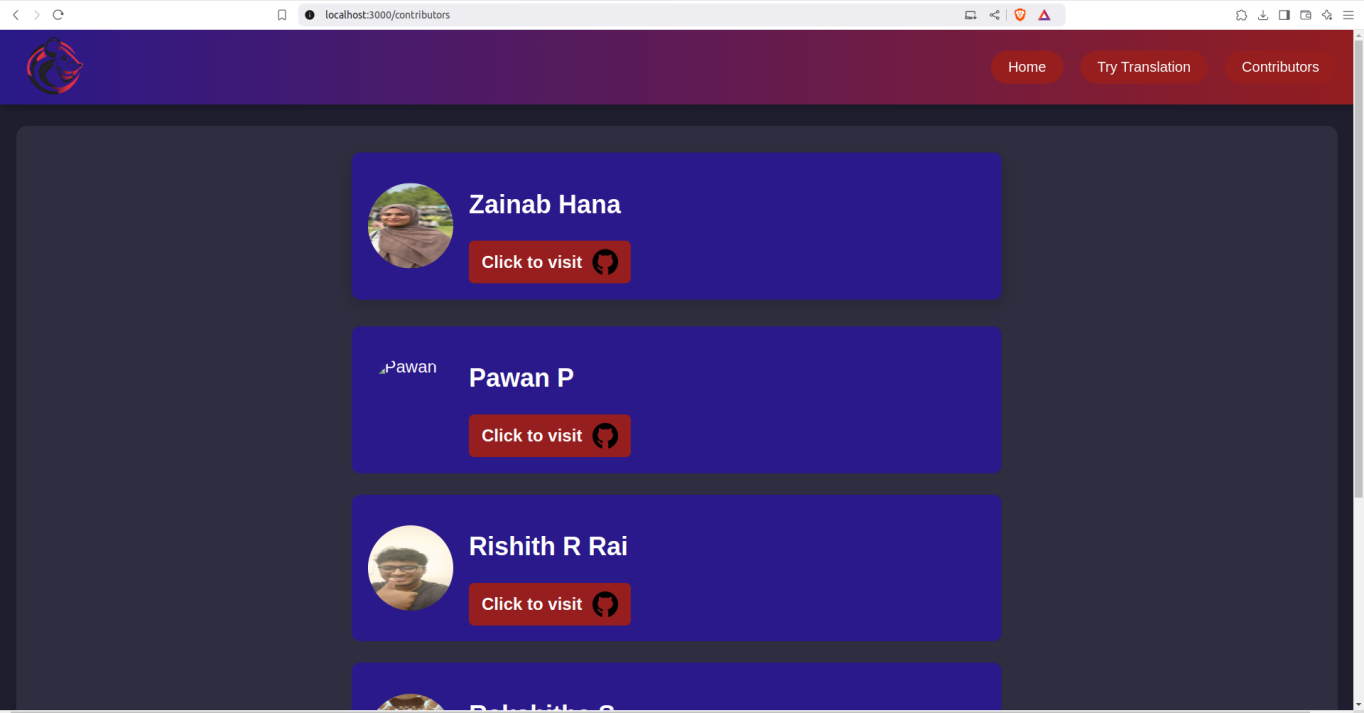 localhost:3000/contributors
Home
Try Translation
Contributors
Zainab Hana
Click to visit
Pawan
Pawan P
Click to visit
Rishith R Rai
Click to visit